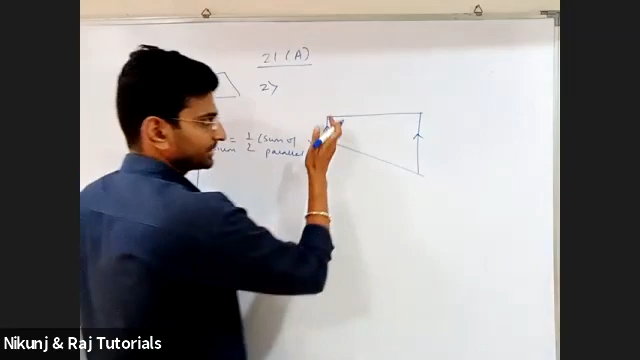 21 (A)
2>
= 1/2 (Sum of
parallel
Nikunj & Raj Tutorials